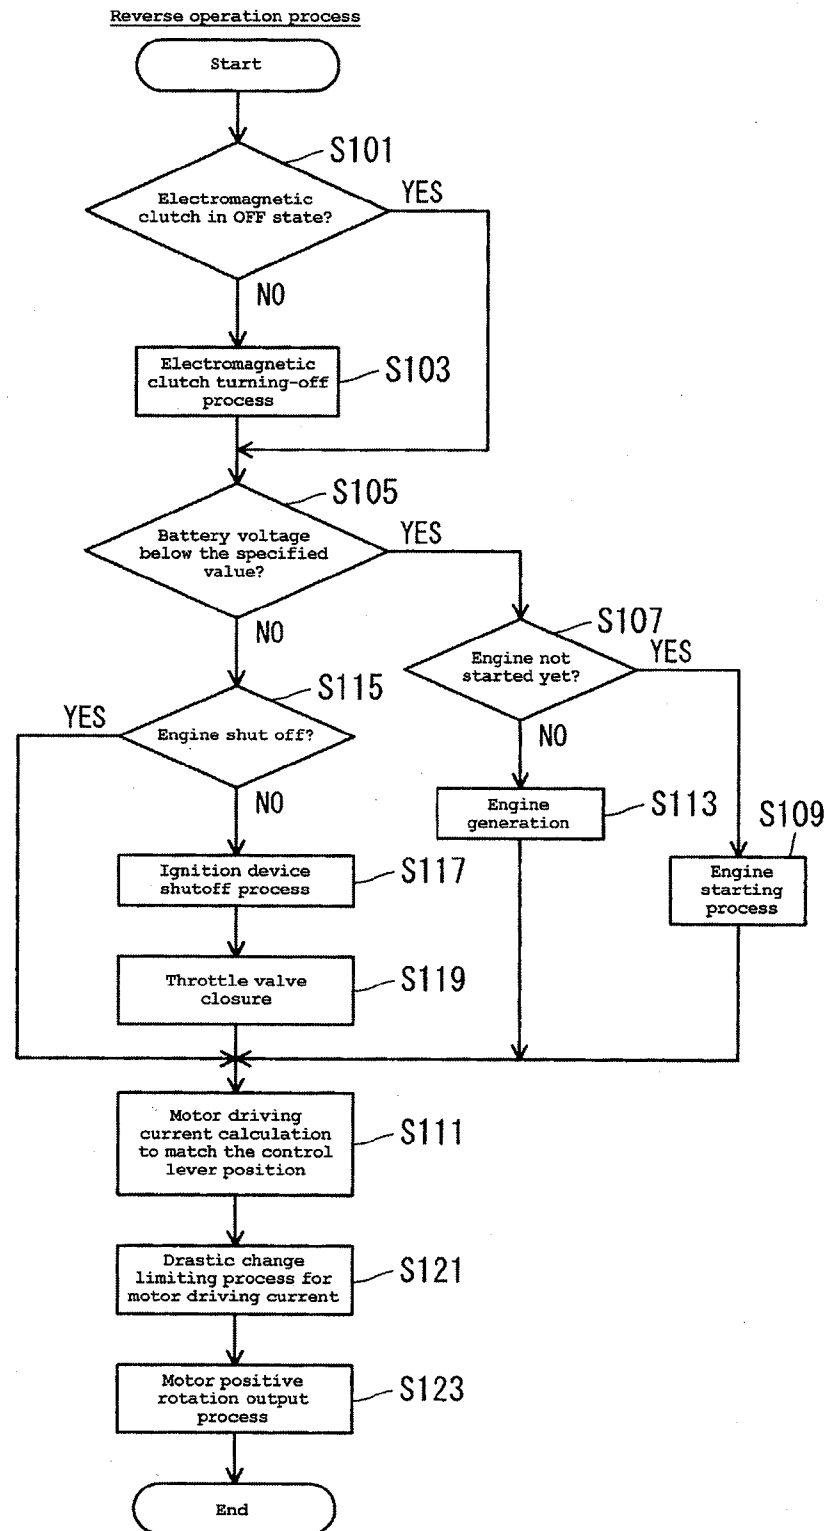 Reverse operation process
Start
S101
Electromagnetic
clutch in OFF state?
YES
NO
Electromagnetic
clutch turning-off
process
S103
S105
Battery voltage
below the specified
value?
YES
NO
S107
Engine not
started yet?
YES
NO
S115
Engine shut off?
YES
NO
Engine
generation
S113
S109
Engine
starting
process
Ignition device
shutoff process
S117
Throttle valve
closure
S119
Motor driving
current calculation
to match the control
lever position
S111
Drastic change
limiting process for
motor driving current
S121
Motor positive
rotation output
process
S123
End